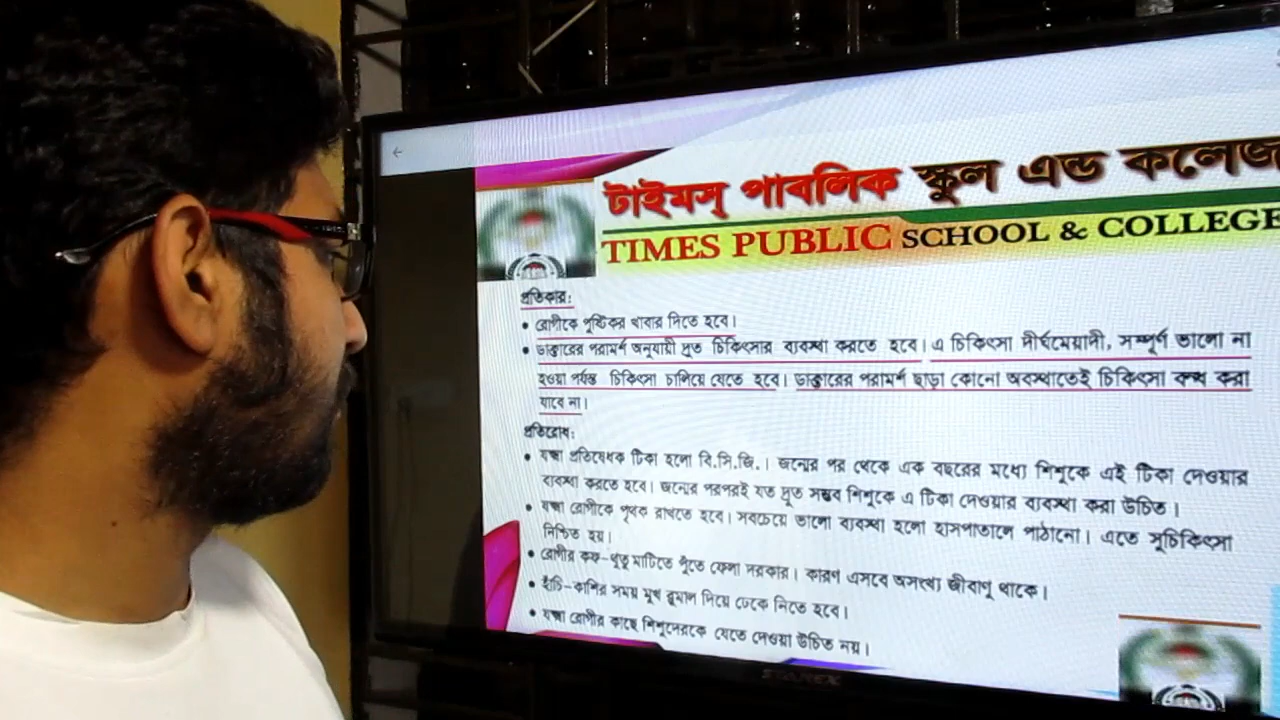 টাইমস্ পাবলিক স্কুল এন্ড কলেজ
TIMES PUBLIC SCHOOL & COLLEGE
প্রতিকার:
• রোগীকে পুষ্টিকর খাবার দিতে হবে।
• ডাক্তারের পরামর্শ অনুযায়ী দ্রুত চিকিৎসার ব্যবস্থা করতে হবে। এ চিকিৎসা দীর্ঘমেয়াদী, সম্পূর্ণ ভালো না
হওয়া পর্যন্ত চিকিৎসা চালিয়ে যেতে হবে। ডাক্তারের পরামর্শ ছাড়া কোনো অবস্থাতেই চিকিৎসা বন্ধ করা
যাবে না।
প্রতিরোধ:
• যক্ষ্মা প্রতিষেধক টিকা হলো বি.সি.জি.। জন্মের পর থেকে এক বছরের মধ্যে শিশুকে এই টিকা দেওয়ার
ব্যবস্থা করতে হবে। জন্মের পরপরই যত দ্রুত সম্ভব শিশুকে এ টিকা দেওয়ার ব্যবস্থা করা উচিত।
• যক্ষ্মা রোগীকে পৃথক রাখতে হবে। সবচেয়ে ভালো ব্যবস্থা হলো হাসপাতালে পাঠানো। এতে সুচিকিৎসা
নিশ্চিত হয়।
• রোগীর কফ-থুতু মাটিতে পুঁতে ফেলা দরকার। কারণ এসবে অসংখ্য জীবাণু থাকে।
• হাঁচি-কাশির সময় মুখ রুমাল দিয়ে ঢেকে নিতে হবে।
• যক্ষ্মা রোগীর কাছে শিশুদেরকে যেতে দেওয়া উচিত নয়।